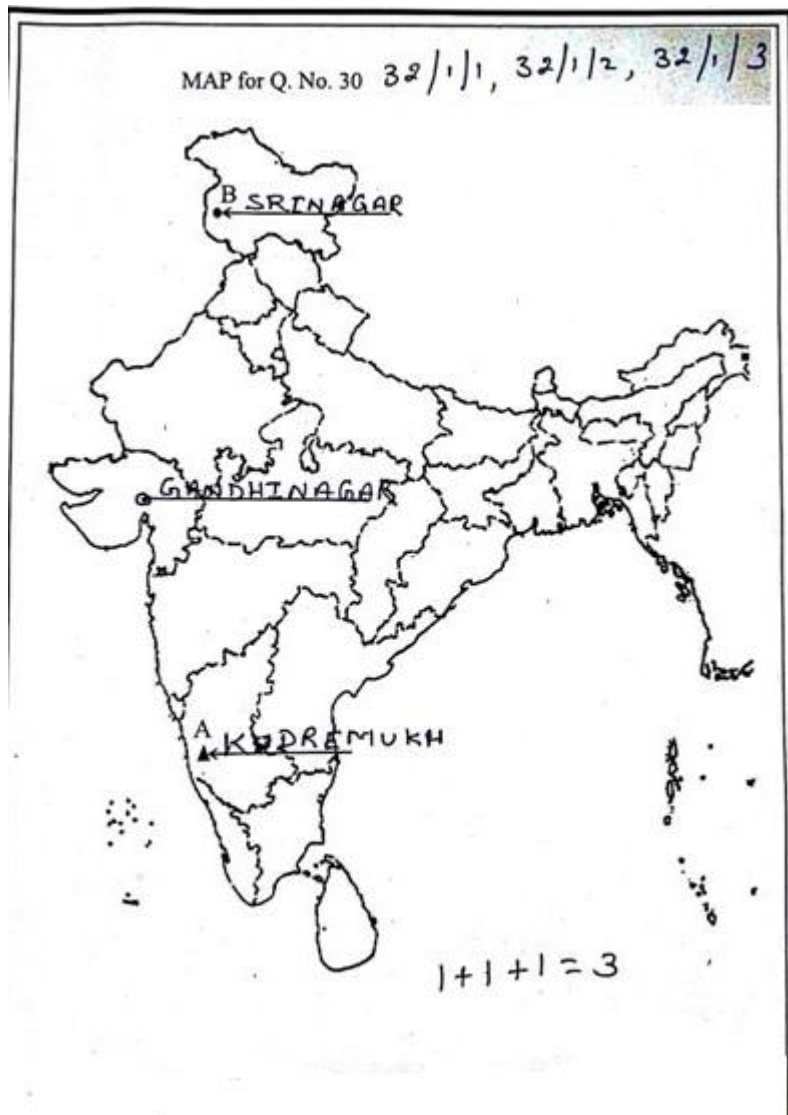 MAP for Q. No. 30 32/1/1, 32/1/2, 32/1/3
B SRINAGAR
GANDHINAGAR
A
KUDREMUKH
1+1+1=3